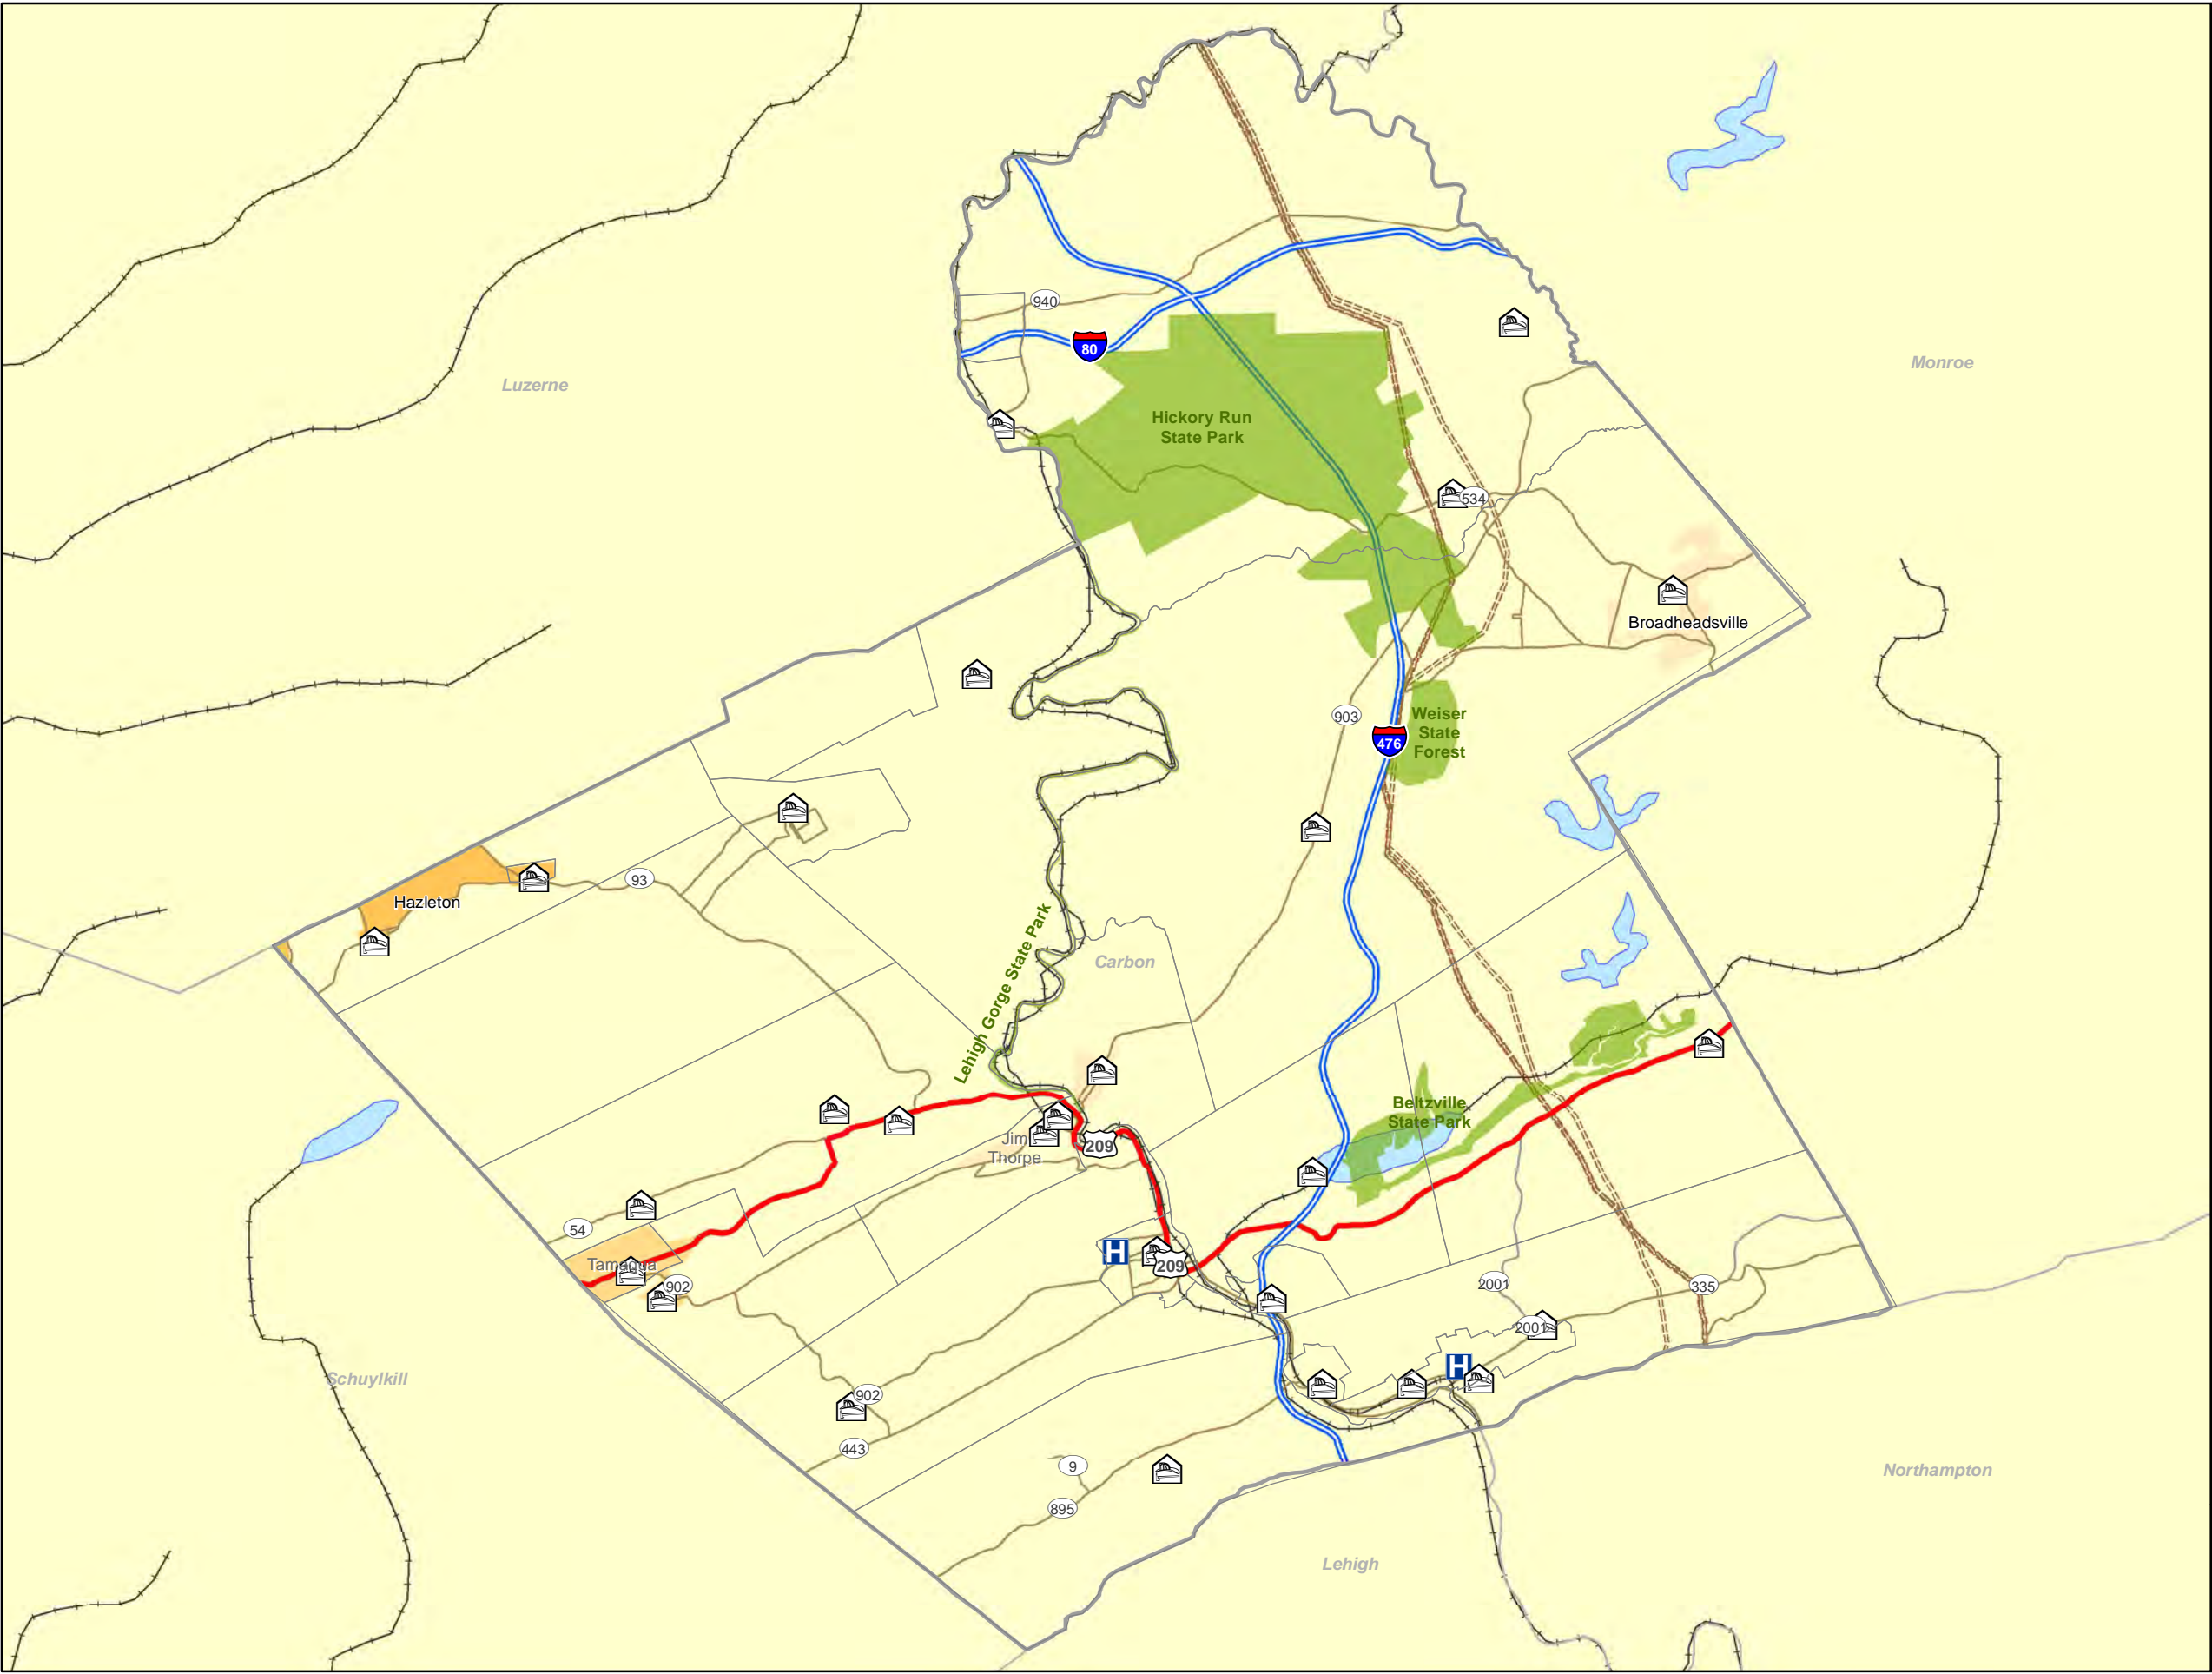 940
80
Monroe
Luzerne
Hickory Run
State Park
534
Broadheadsville
903
Weiser
State
Forest
476
93
Hazleton
Lehigh Gorge State Park
Carbon
Beltzville
State Park
Jim
Thorpe
209
54
H
209
Tamaqua
902
2001
335
2001
H
Schuylkill
902
443
9
895
Northampton
Lehigh